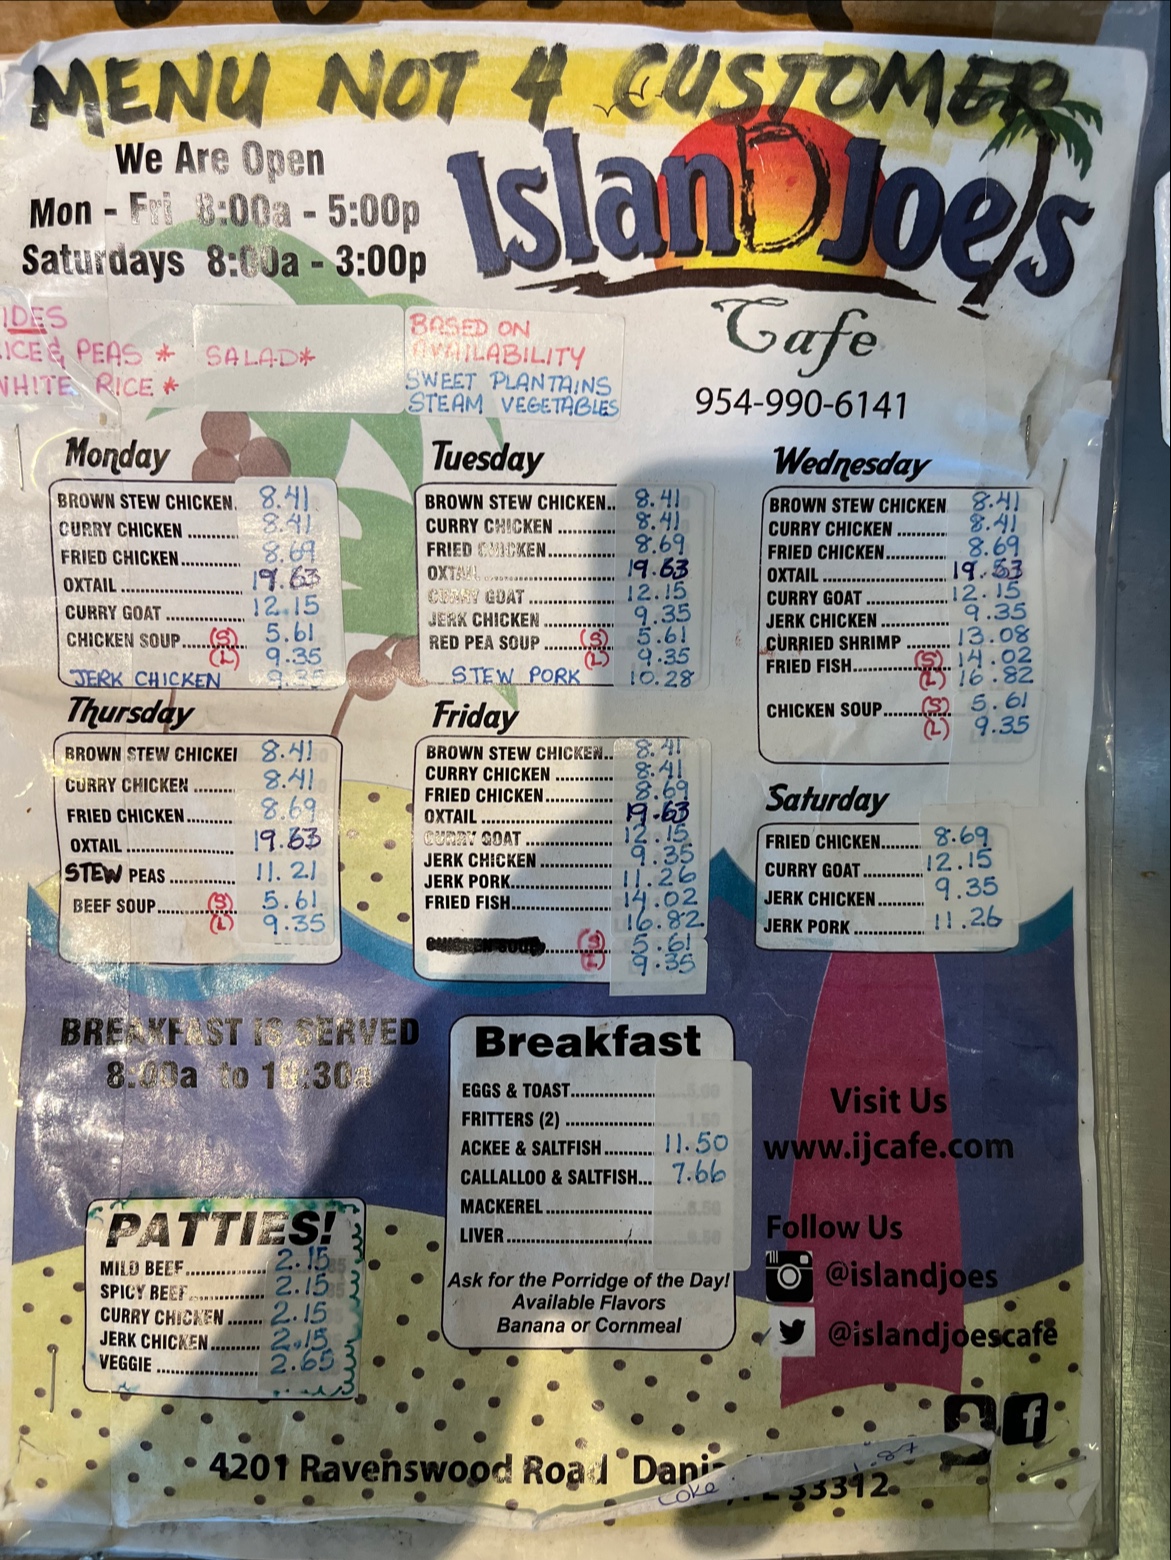 MENU NOT 4 CUSTOMER
We Are Open
Mon - Fri 8:00a - 5:00p
Saturdays 8:00a - 3:00p
IslanD Joe's
Cafe
954-990-6141
IDES
ICE & PEAS * SALAD *
WHITE RICE *
BASED ON
AVAILABILITY
SWEET PLANTAINS
STEAM VEGETABLES
Monday
BROWN STEW CHICKEN. 8.41
CURRY CHICKEN .......... 8.41
FRIED CHICKEN............ 8.69
OXTAIL ........................ 19.63
CURRY GOAT ............... 12.15
CHICKEN SOUP........... (S) 5.61
(L) 9.35
JERK CHICKEN 9.35
Tuesday
BROWN STEW CHICKEN.. 8.41
CURRY CHICKEN ........... 8.41
FRIED CHICKEN............. 8.69
OXTAIL ........................ 19.63
CURRY GOAT ................ 12.15
JERK CHICKEN ............. 9.35
RED PEA SOUP ........... (S) 5.61
(L) 9.35
STEW PORK 10.28
Wednesday
BROWN STEW CHICKEN 8.41
CURRY CHICKEN .......... 8.41
FRIED CHICKEN............ 8.69
OXTAIL ........................ 19.63
CURRY GOAT ................ 12.15
JERK CHICKEN .............. 9.35
CURRIED SHRIMP ........ 13.08
FRIED FISH............... (S) 14.02
(L) 16.82
CHICKEN SOUP........... (S) 5.61
(L) 9.35
Thursday
BROWN STEW CHICKEI 8.41
CURRY CHICKEN ........ 8.41
FRIED CHICKEN........... 8.69
OXTAIL ...................... 19.63
STEW PEAS .............. 11.21
BEEF SOUP............... (S) 5.61
(L) 9.35
Friday
BROWN STEW CHICKEN.. 8.41
CURRY CHICKEN ........... 8.41
FRIED CHICKEN............. 8.69
OXTAIL ........................ 19.63
CURRY GOAT ................ 12.15
JERK CHICKEN .............. 9.35
JERK PORK.................... 11.26
FRIED FISH.................... 14.02
16.82
(S) 5.61
(L) 9.35
Saturday
FRIED CHICKEN........ 8.69
CURRY GOAT........... 12.15
JERK CHICKEN......... 9.35
JERK PORK .............. 11.26
BREAKFAST IS SERVED
8:00a to 10:30a
Breakfast
EGGS & TOAST.................
FRITTERS (2) ...................
ACKEE & SALTFISH.......... 11.50
CALLALLOO & SALTFISH... 7.66
MACKEREL ......................
LIVER .............................
Ask for the Porridge of the Day!
Available Flavors
Banana or Cornmeal
PATTIES!
MILD BEEF................ 2.15
SPICY BEEF............... 2.15
CURRY CHICKEN ....... 2.15
JERK CHICKEN.......... 2.15
VEGGIE ..................... 2.65
Visit Us
www.ijcafe.com
Follow Us
@islandjoes
@islandjoescafe
f
4201 Ravenswood Road Dani
33312
Coke 1.87